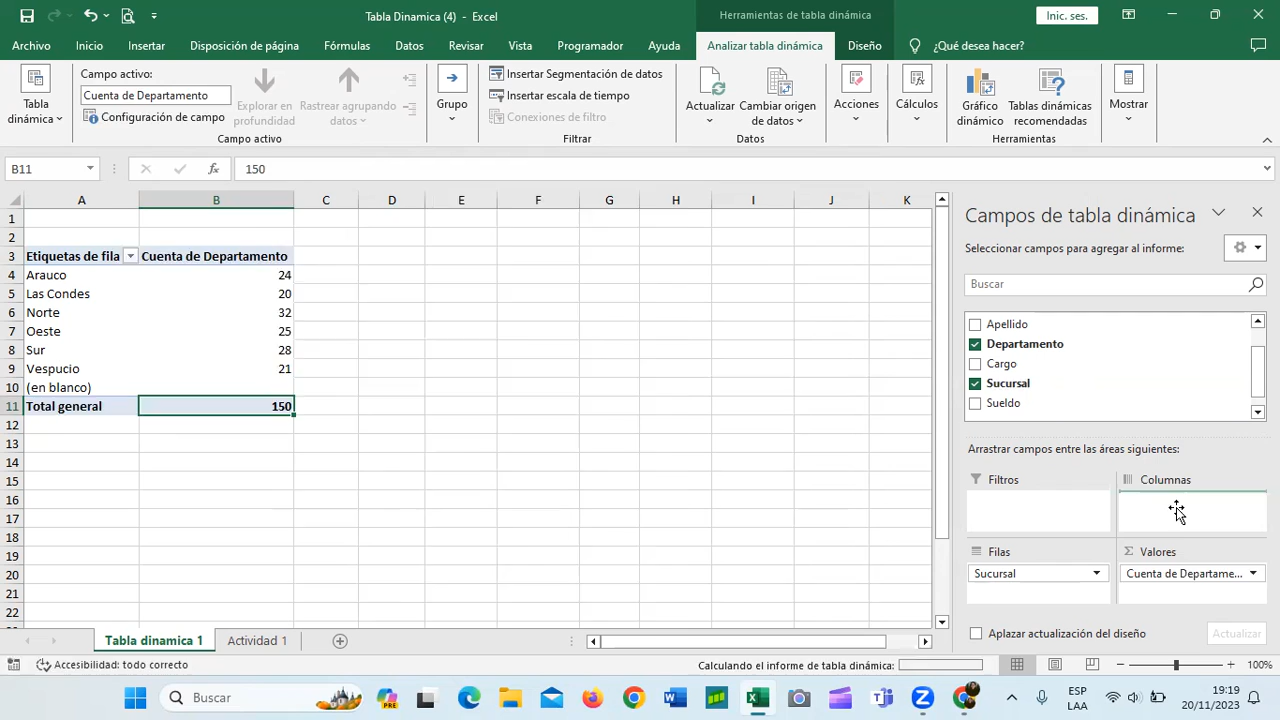 Tabla Dinamica (4) - Excel
Herramientas de tabla dinámica
Inic. ses.
Archivo Inicio Insertar Disposición de página Fórmulas Datos Revisar Vista Programador Ayuda Analizar tabla dinámica Diseño ¿Qué desea hacer?
Tabla dinámica
Campo activo:
Cuenta de Departamento
Configuración de campo
Explorar en profundidad
Rastrear agrupando datos
Campo activo
Grupo
Insertar Segmentación de datos
Insertar escala de tiempo
Conexiones de filtro
Filtrar
Actualizar
Cambiar origen de datos
Datos
Acciones
Cálculos
Gráfico dinámico
Tablas dinámicas recomendadas
Herramientas
Mostrar
B11 fx 150
A B C D E F G H I J K
1
2
3 Etiquetas de fila Cuenta de Departamento
4 Arauco 24
5 Las Condes 20
6 Norte 32
7 Oeste 25
8 Sur 28
9 Vespucio 21
10 (en blanco)
11 Total general 150
12
13
14
15
16
17
18
19
20
21
22
Campos de tabla dinámica
Seleccionar campos para agregar al informe:
Buscar
Apellido
Departamento
Cargo
Sucursal
Sueldo
Arrastrar campos entre las áreas siguientes:
Filtros Columnas
Filas Σ Valores
Sucursal Cuenta de Departame...
Aplazar actualización del diseño Actualizar
Tabla dinamica 1 Actividad 1
Accesibilidad: todo correcto
Calculando el informe de tabla dinámica:
100%
Buscar
ESP
LAA
19:19
20/11/2023